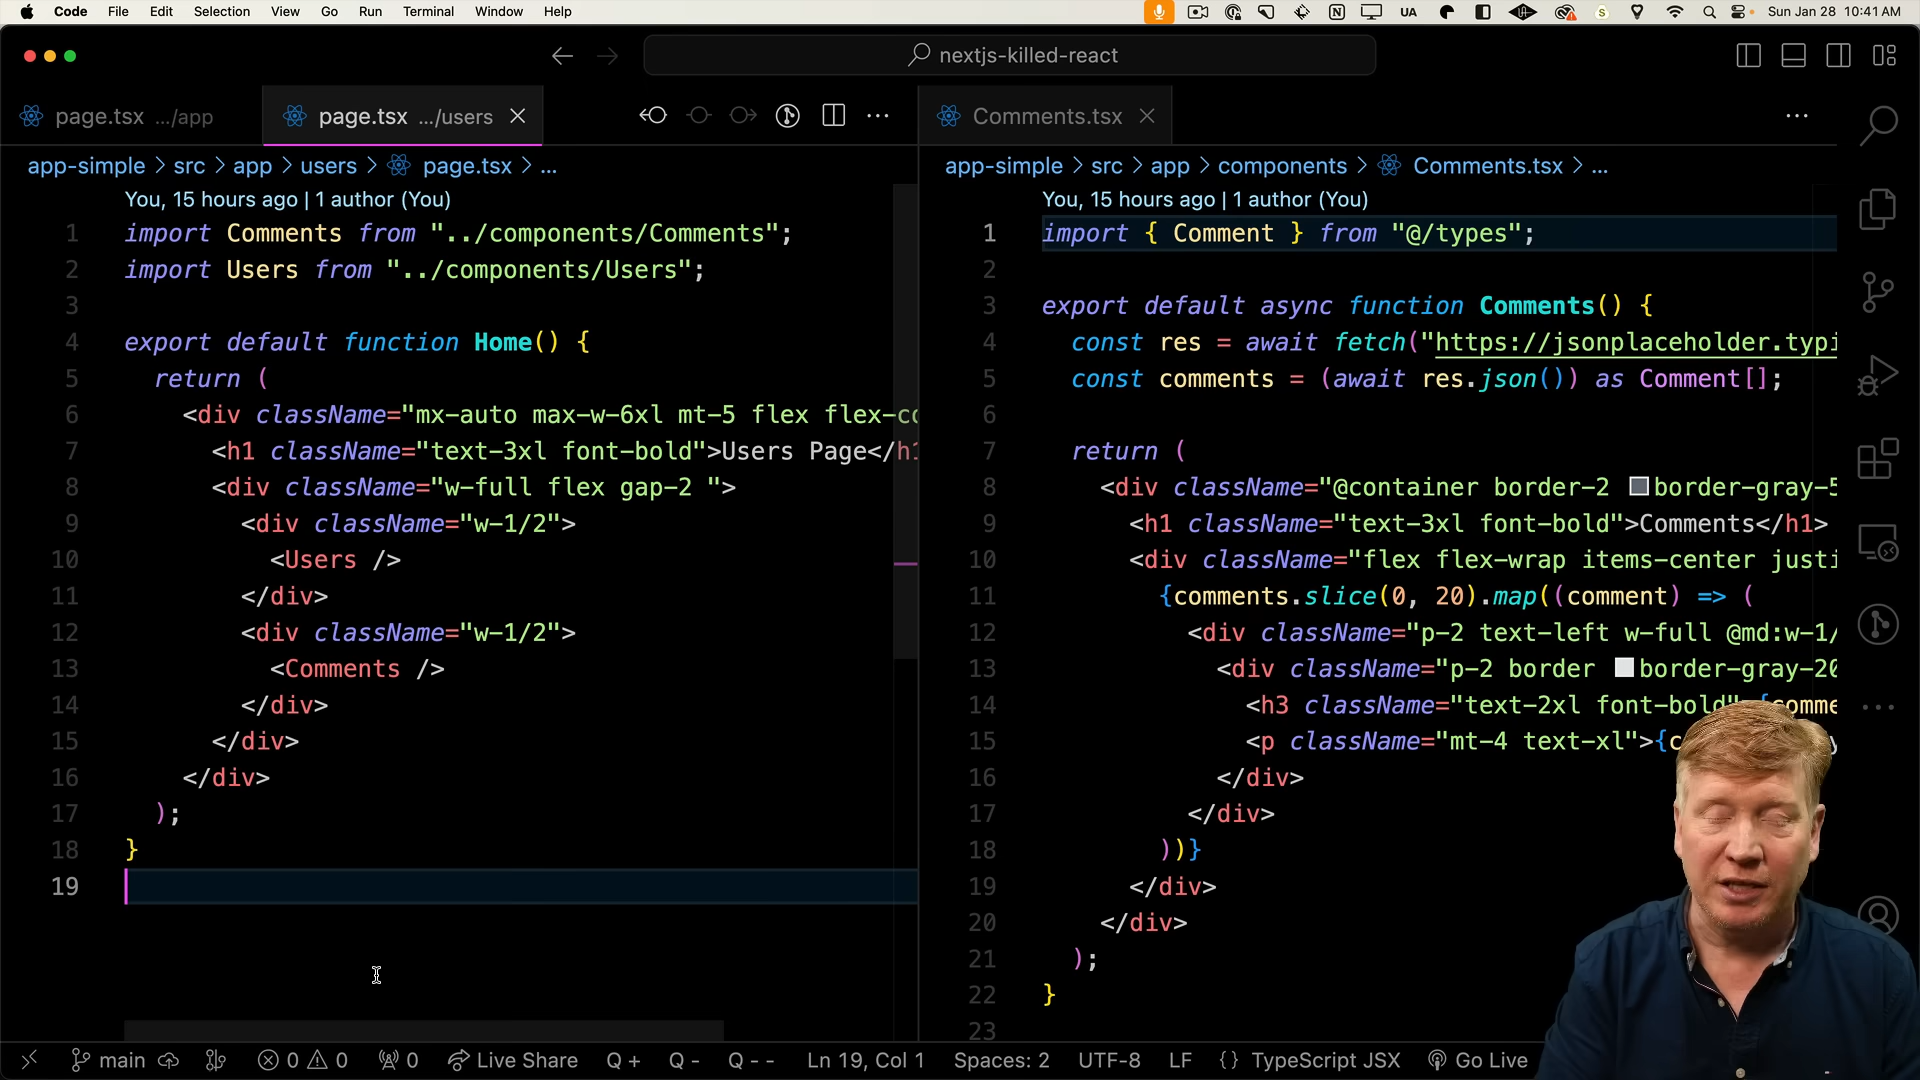 Code File Edit Selection View Go Run Terminal Window Help UA Sun Jan 28 10:41 AM
nextjs-killed-react
page.tsx .../app page.tsx .../users
app-simple > src > app > users > page.tsx > ...
You, 15 hours ago | 1 author (You)
1 import Comments from "../components/Comments";
2 import Users from "../components/Users";
3
4 export default function Home() {
5 return (
6 <div className="mx-auto max-w-6xl mt-5 flex flex-co
7 <h1 className="text-3xl font-bold">Users Page</h1
8 <div className="w-full flex gap-2 ">
9 <div className="w-1/2">
10 <Users />
11 </div>
12 <div className="w-1/2">
13 <Comments />
14 </div>
15 </div>
16 </div>
17 );
18 }
19
Comments.tsx
app-simple > src > app > components > Comments.tsx > ...
You, 15 hours ago | 1 author (You)
1 import { Comment } from "@/types";
2
3 export default async function Comments() {
4 const res = await fetch("https://jsonplaceholder.typi
5 const comments = (await res.json()) as Comment[];
6
7 return (
8 <div className="@container border-2 border-gray-5
9 <h1 className="text-3xl font-bold">Comments</h1>
10 <div className="flex flex-wrap items-center justi
11 {comments.slice(0, 20).map((comment) => (
12 <div className="p-2 text-left w-full @md:w-1/
13 <div className="p-2 border border-gray-20
14 <h3 className="text-2xl font-bold">{comme
15 <p className="mt-4 text-xl">{c
16 </div>
17 </div>
18 ))}
19 </div>
20 </div>
21 );
22 }
23
main 0 0 0 Live Share Q + Q - Q - - Ln 19, Col 1 Spaces: 2 UTF-8 LF {} TypeScript JSX Go Live